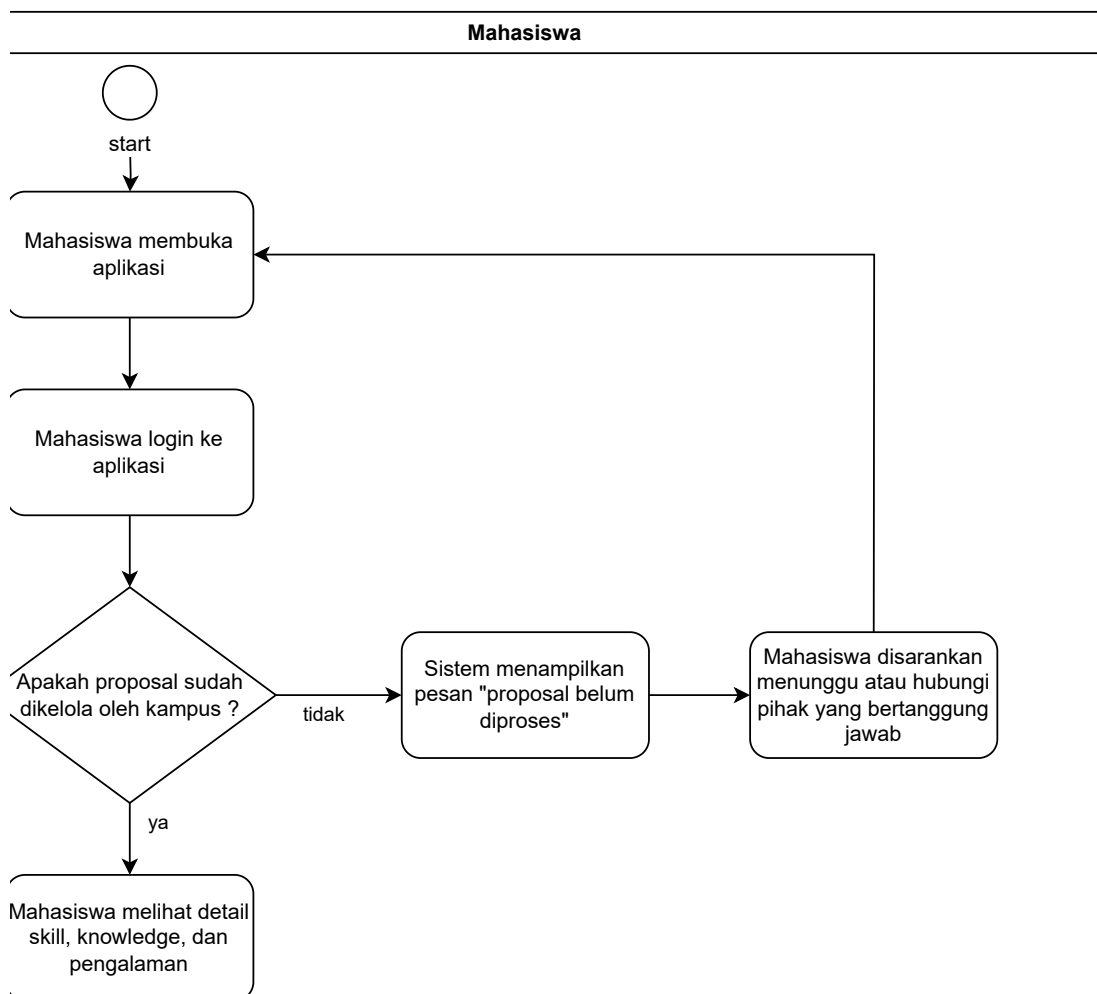 Mahasiswa
start
Mahasiswa membuka
aplikasi
Mahasiswa login ke
aplikasi
Apakah proposal sudah
dikelola oleh kampus ?
tidak
Sistem menampilkan
pesan "proposal belum
diproses"
Mahasiswa disarankan
menunggu atau hubungi
pihak yang bertanggung
jawab
ya
Mahasiswa melihat detail
skill, knowledge, dan
pengalaman